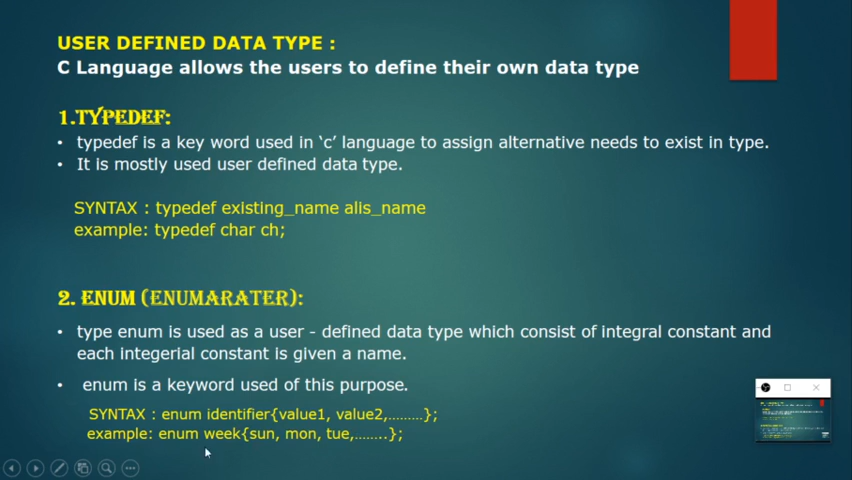 USER DEFINED DATA TYPE :
C Language allows the users to define their own data type
1.TYPEDEF:
• typedef is a key word used in ‘c’ language to assign alternative needs to exist in type.
• It is mostly used user defined data type.
SYNTAX : typedef existing_name alis_name
example: typedef char ch;
2. ENUM (ENUMARATER):
• type enum is used as a user - defined data type which consist of integral constant and
each integerial constant is given a name.
• enum is a keyword used of this purpose.
SYNTAX : enum identifier{value1, value2,………};
example: enum week{sun, mon, tue,……..};